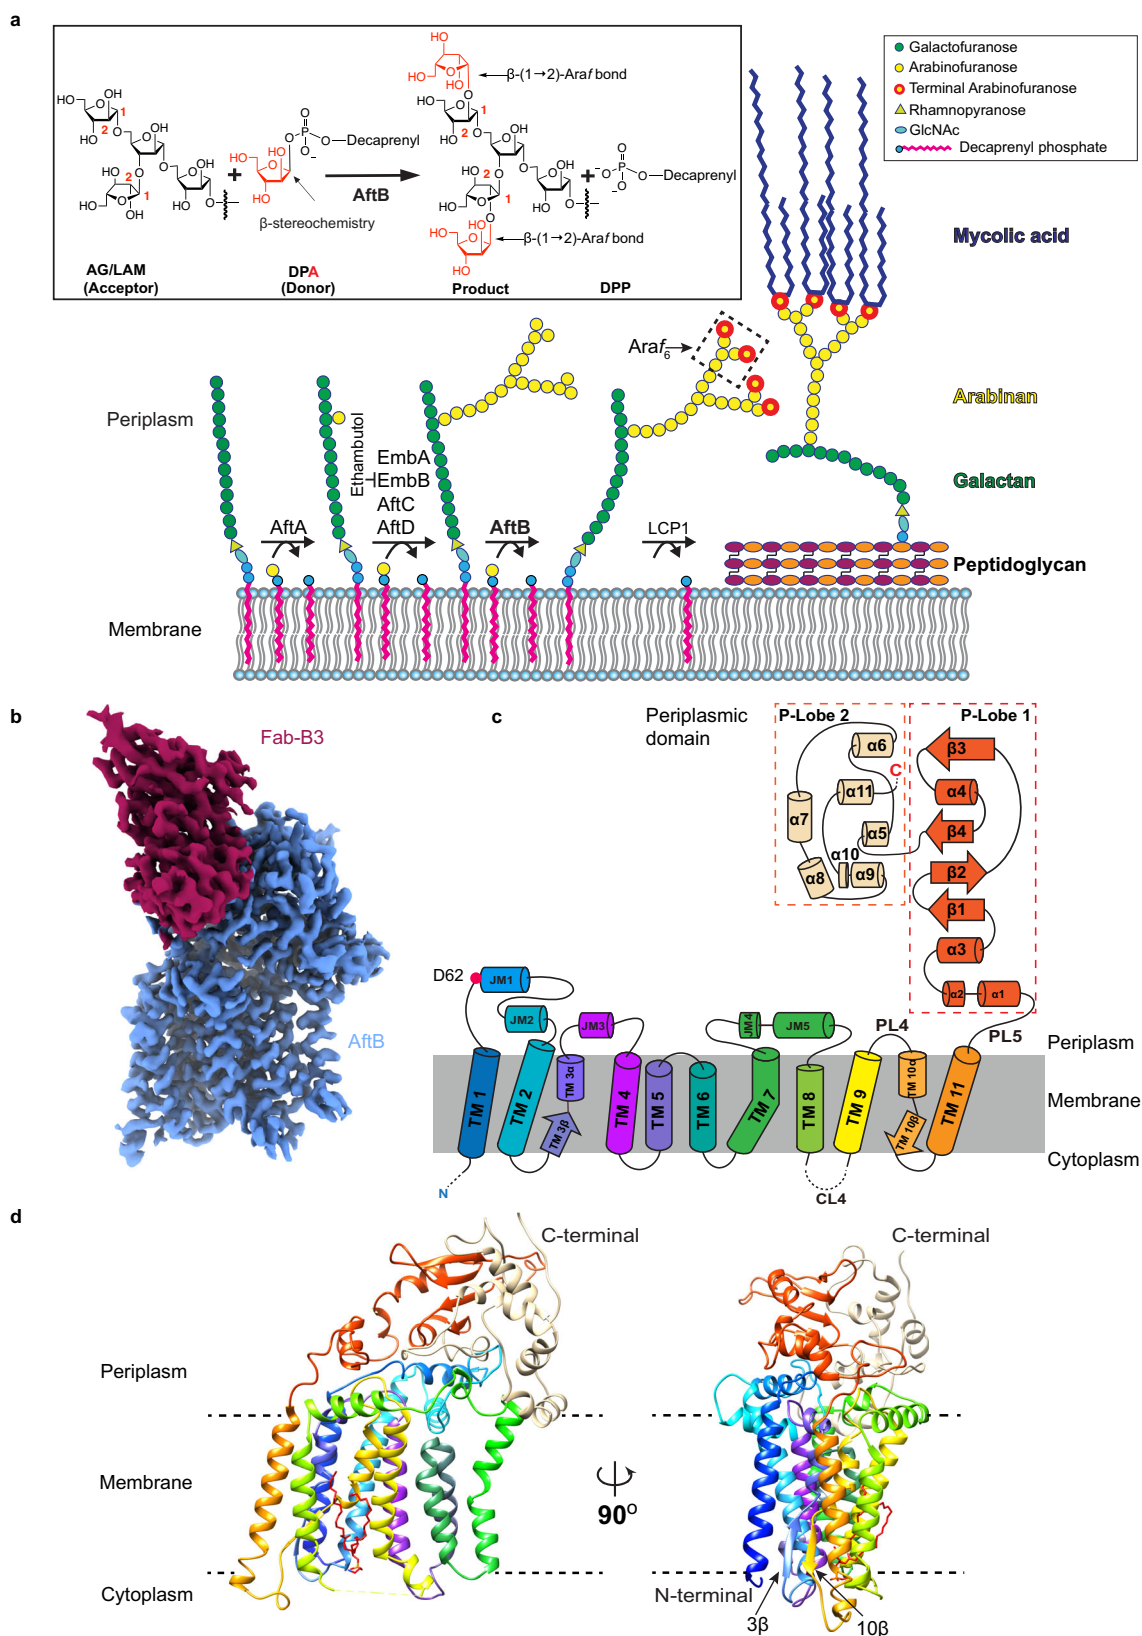 a
HO
HO
β-(1→2)-Araf bond
Galactofuranose
Arabinofuranose
Terminal Arabinofuranose
Rhamnopyranose
GlcNAc
Decaprenyl phosphate
AG/LAM
(Acceptor)
+
DPA
(Donor)
β-stereochemistry
Decaprenyl
AftB
β-(1→2)-Araf bond
Product
+
Decaprenyl
DPP
Mycolic acid
Araf6
Arabinan
Galactan
Peptidoglycan
Periplasm
Membrane
AftA
Ethambutol
EmbA
EmbB
AftC
AftD
AftB
LCP1
b
Fab-B3
AftB
c
Periplasmic
domain
P-Lobe 2
P-Lobe 1
α6
C
α11
α7
α5
α10
α8
α9
β3
α4
β4
β2
β1
α3
α2
α1
D62
JM1
JM2
JM3
JM4
JM5
PL4
PL5
Periplasm
TM 1
TM 2
TM 3α
TM 3β
TM 4
TM 5
TM 6
TM 7
TM 8
TM 9
TM 10α
TM 10β
TM 11
Membrane
Cytoplasm
N
CL4
d
C-terminal
C-terminal
Periplasm
Membrane
Cytoplasm
90o
N-terminal
3β
10β